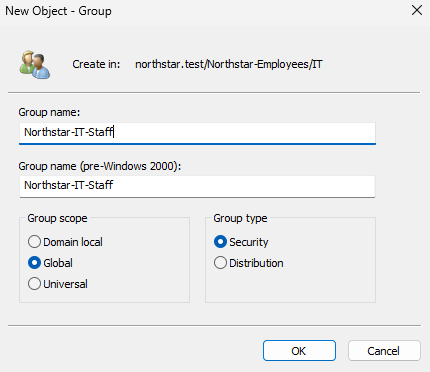 New Object - Group
Create in: northstar.test/Northstar-Employees/IT
Group name:
Northstar-IT-Staff
Group name (pre-Windows 2000):
Northstar-IT-Staff
Group scope
Domain local
Global
Universal
Group type
Security
Distribution
OK Cancel